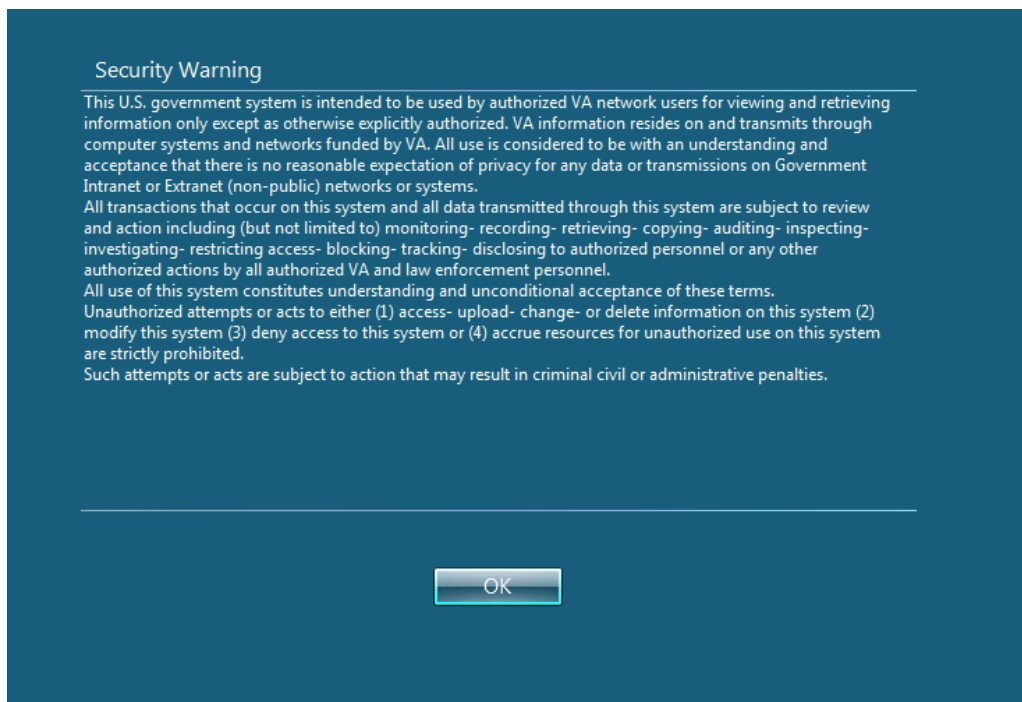 Security Warning
This U.S. government system is intended to be used by authorized VA network users for viewing and retrieving
information only except as otherwise explicitly authorized. VA information resides on and transmits through
computer systems and networks funded by VA. All use is considered to be with an understanding and
acceptance that there is no reasonable expectation of privacy for any data or transmissions on Government
Intranet or Extranet (non-public) networks or systems.
All transactions that occur on this system and all data transmitted through this system are subject to review
and action including (but not limited to) monitoring- recording- retrieving- copying- auditing- inspecting-
investigating- restricting access- blocking- tracking- disclosing to authorized personnel or any other
authorized actions by all authorized VA and law enforcement personnel.
All use of this system constitutes understanding and unconditional acceptance of these terms.
Unauthorized attempts or acts to either (1) access- upload- change- or delete information on this system (2)
modify this system (3) deny access to this system or (4) accrue resources for unauthorized use on this system
are strictly prohibited.
Such attempts or acts are subject to action that may result in criminal civil or administrative penalties.
OK